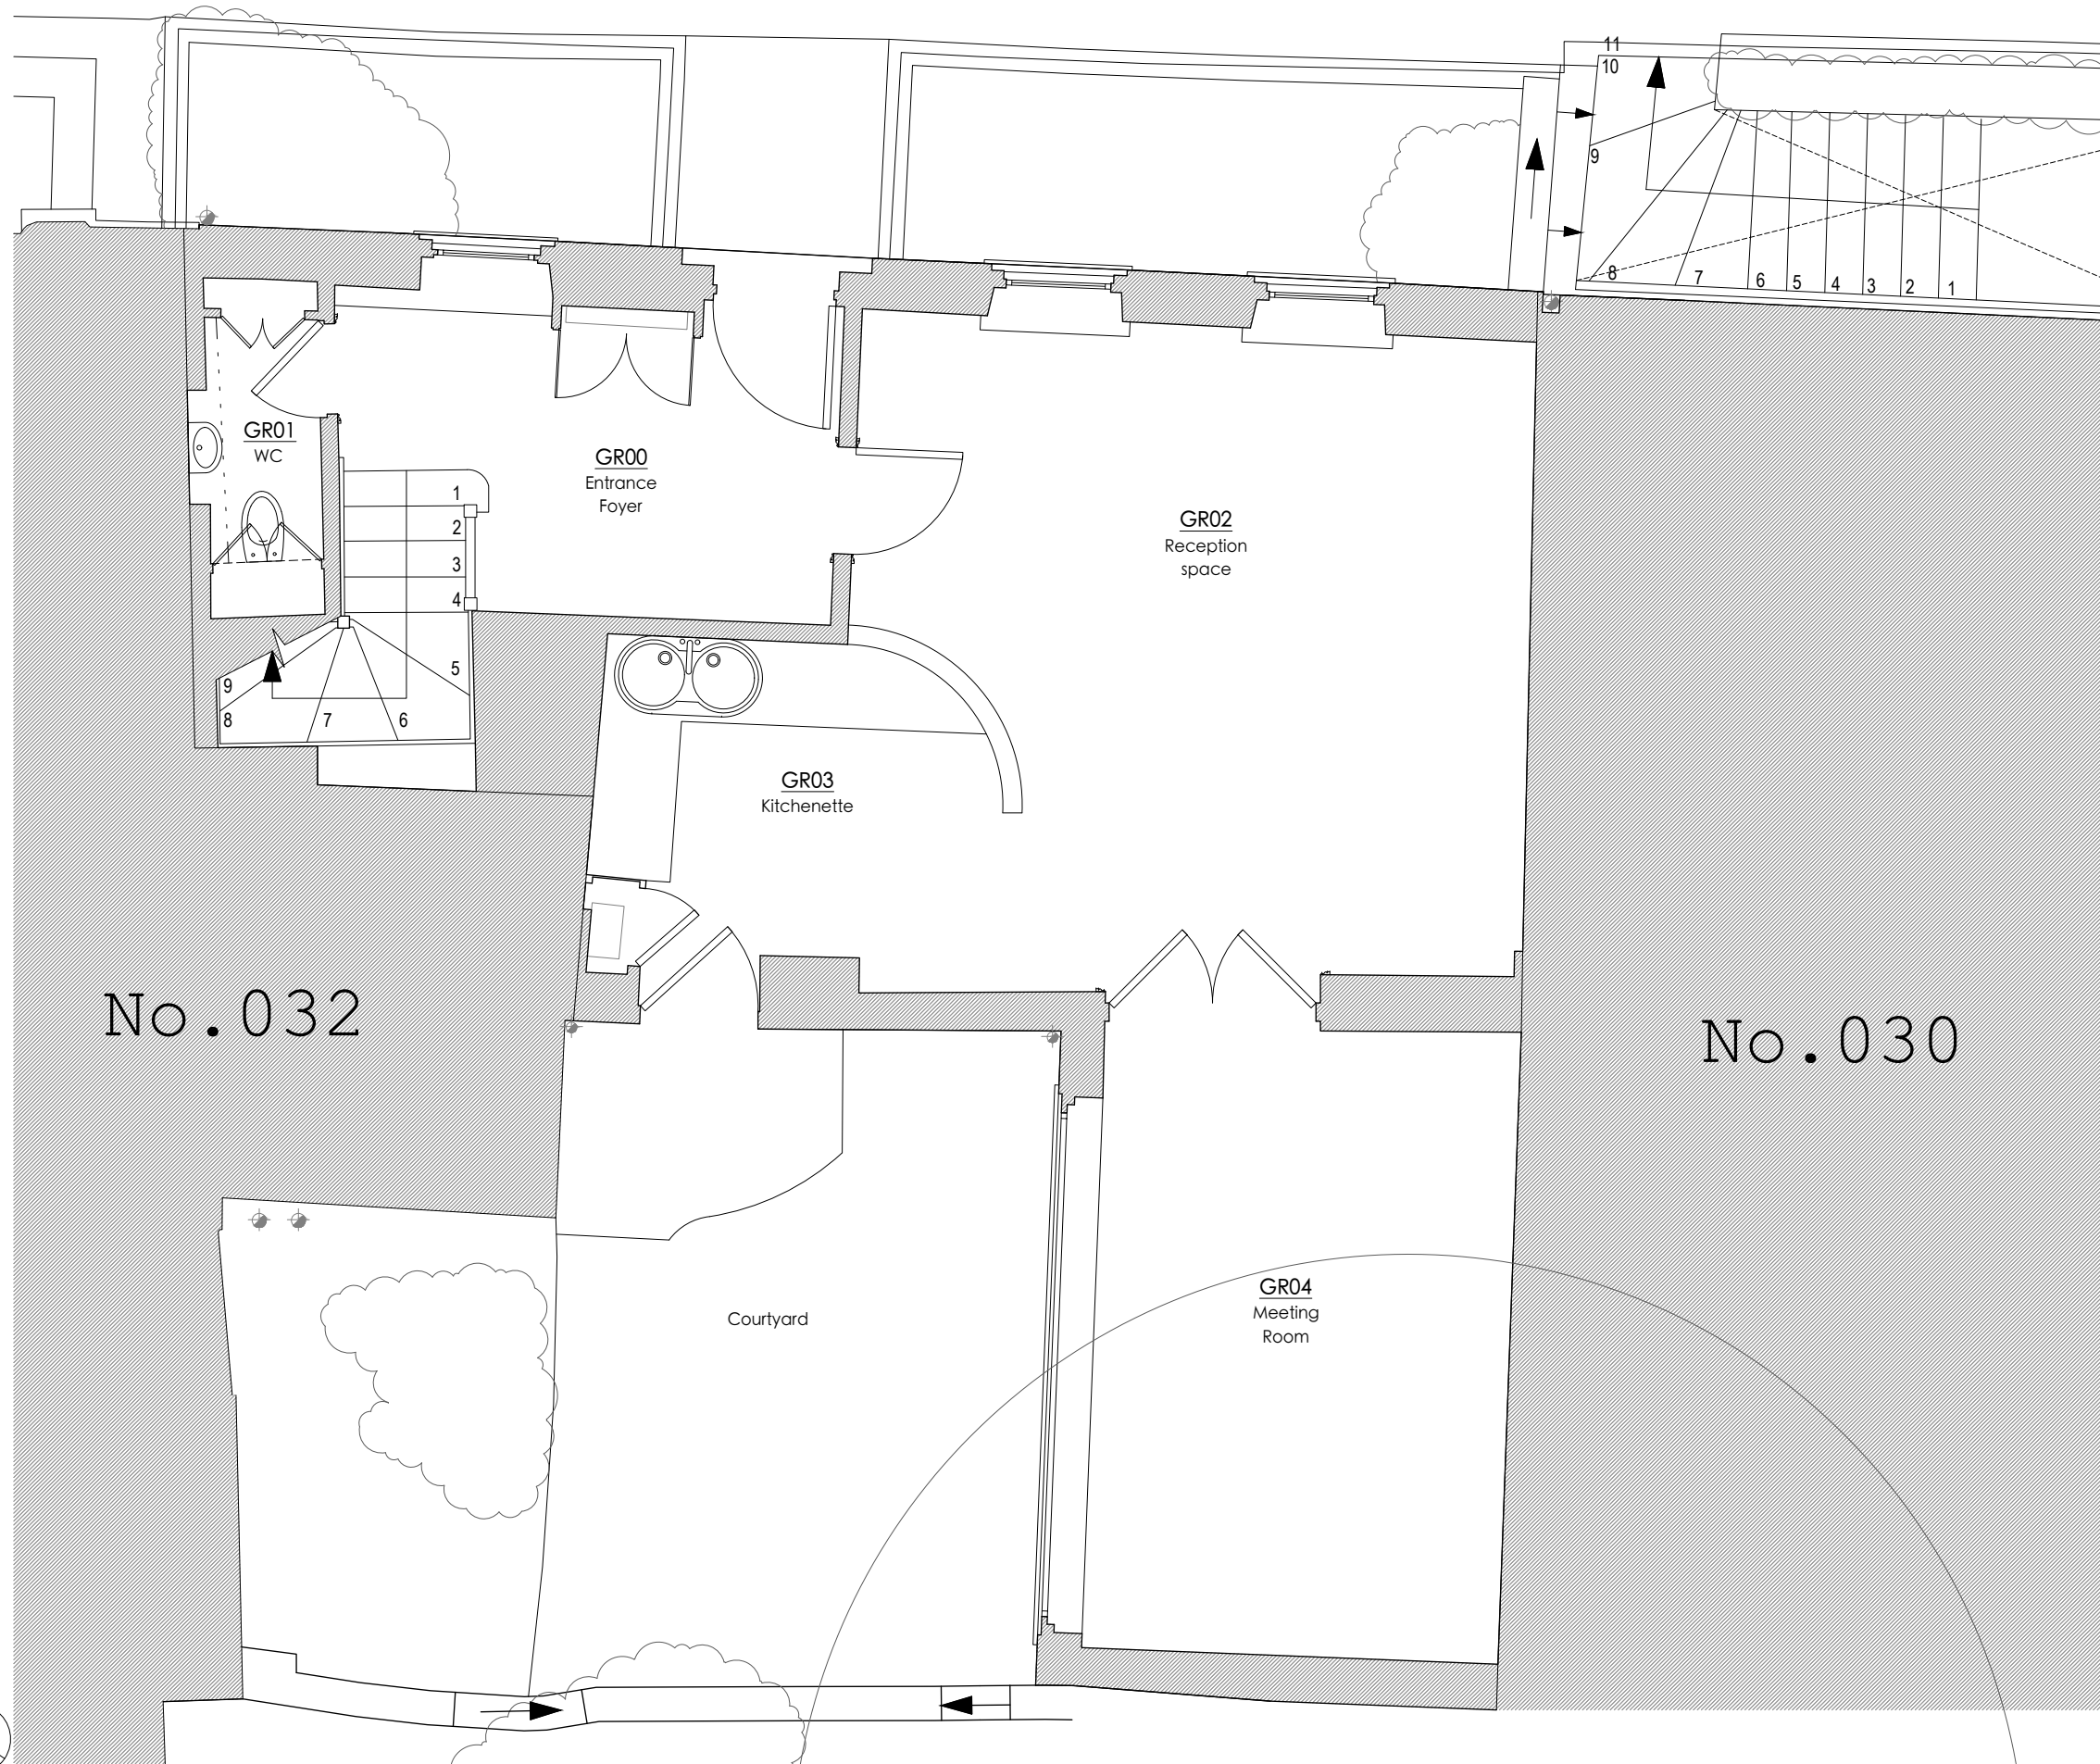 11
10
9
8
7
6
5
4
3
2
1
GR01
WC
GR00
Entrance
Foyer
1
2
3
4
5
6
7
8
9
GR02
Reception
space
GR03
Kitchenette
No.032
No.030
GR04
Meeting
Room
Courtyard